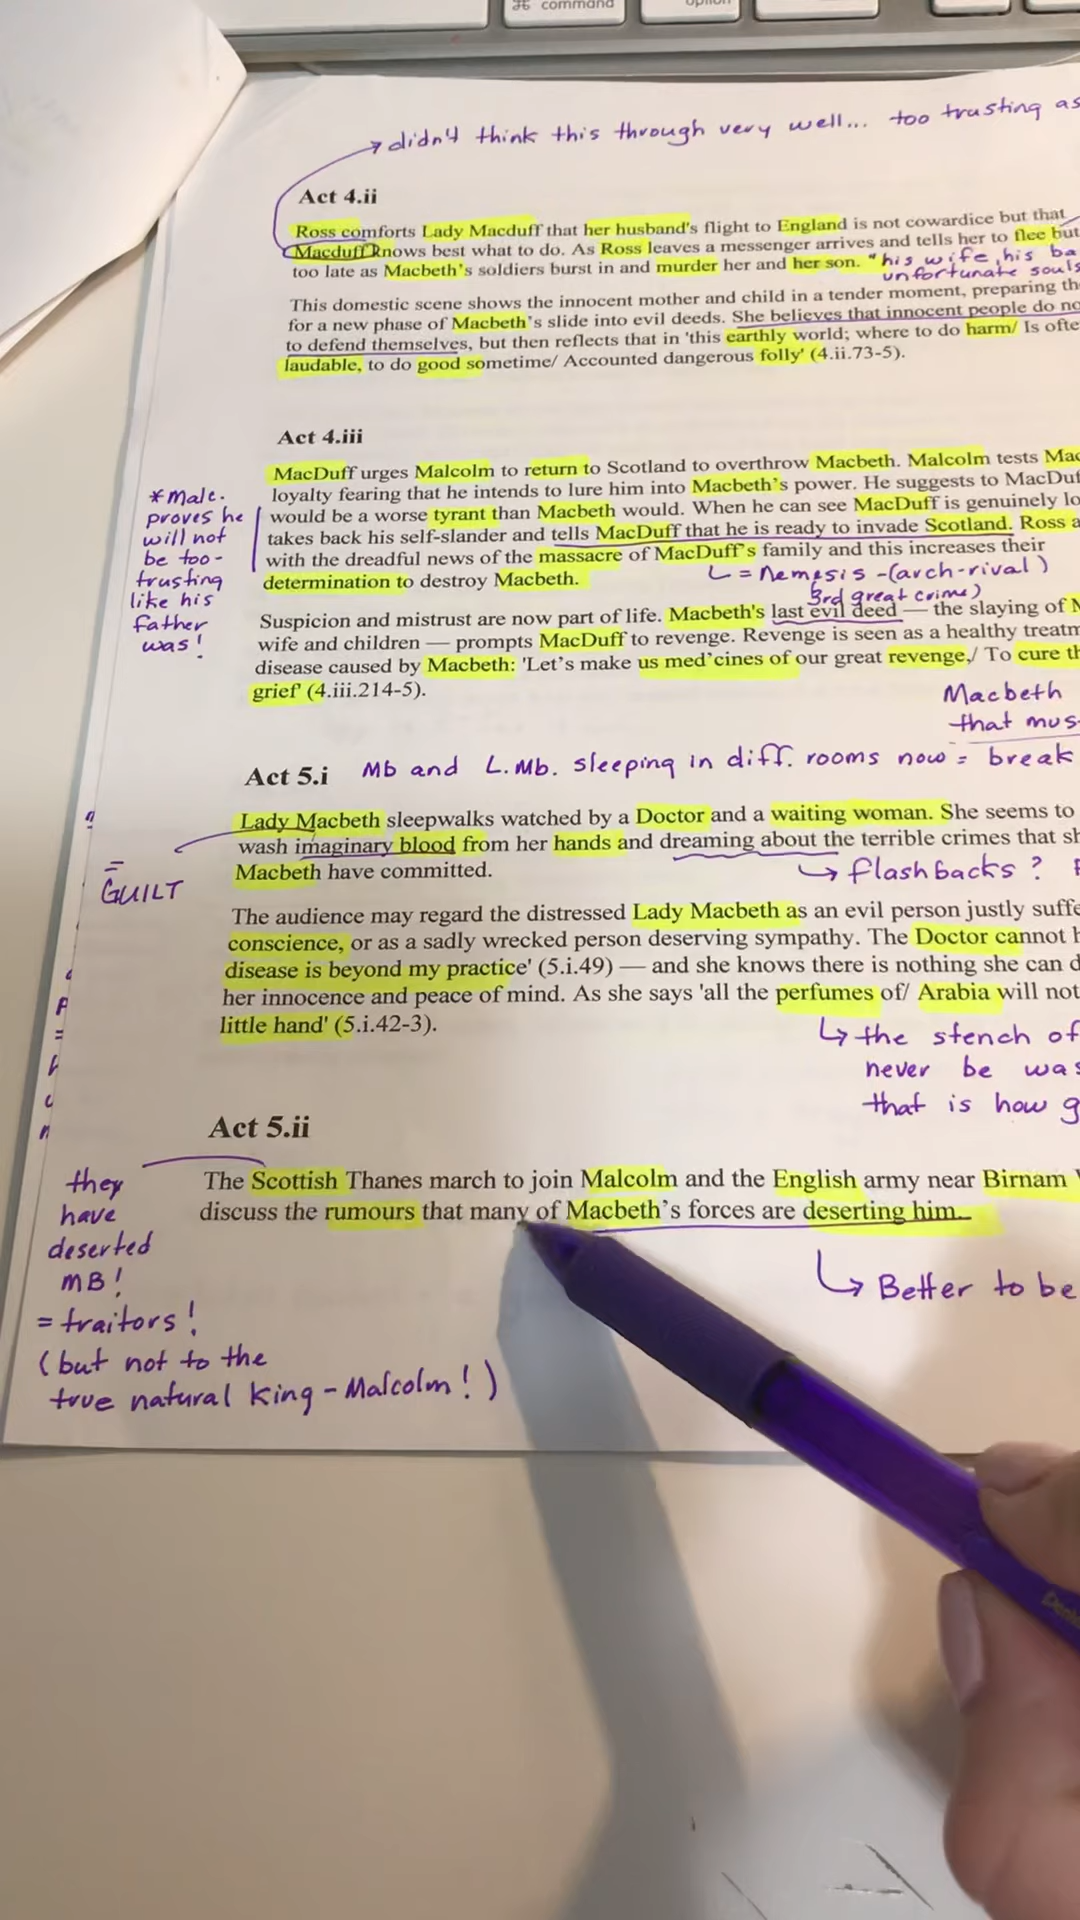 ⌘ command
option
didn't think this through very well... too trusting as
Act 4.ii
Ross comforts Lady Macduff that her husband's flight to England is not cowardice but that
Macduff knows best what to do. As Ross leaves a messenger arrives and tells her to flee but
too late as Macbeth's soldiers burst in and murder her and her son. "his wife, his ba
unfortunate souls
This domestic scene shows the innocent mother and child in a tender moment, preparing th
for a new phase of Macbeth's slide into evil deeds. She believes that innocent people do no
to defend themselves, but then reflects that in 'this earthly world; where to do harm/ Is ofte
laudable, to do good sometime/ Accounted dangerous folly' (4.ii.73-5).
Act 4.iii
MacDuff urges Malcolm to return to Scotland to overthrow Macbeth. Malcolm tests Mac
loyalty fearing that he intends to lure him into Macbeth's power. He suggests to MacDuf
would be a worse tyrant than Macbeth would. When he can see MacDuff is genuinely lo
takes back his self-slander and tells MacDuff that he is ready to invade Scotland. Ross a
with the dreadful news of the massacre of MacDuff's family and this increases their
determination to destroy Macbeth.
*Malc.
proves he
will not
be too-
trusting
like his
father
was!
= Nemesis - (arch-rival)
3rd great crime)
Suspicion and mistrust are now part of life. Macbeth's last evil deed — the slaying of M
wife and children — prompts MacDuff to revenge. Revenge is seen as a healthy treatm
disease caused by Macbeth: 'Let's make us med'cines of our great revenge,/ To cure th
grief' (4.iii.214-5).
Macbeth
that mus
Act 5.i
Mb and L.Mb. sleeping in diff. rooms now = break
Lady Macbeth sleepwalks watched by a Doctor and a waiting woman. She seems to
wash imaginary blood from her hands and dreaming about the terrible crimes that sh
Macbeth have committed.
= GUILT
flashbacks?
The audience may regard the distressed Lady Macbeth as an evil person justly suffe
conscience, or as a sadly wrecked person deserving sympathy. The Doctor cannot h
disease is beyond my practice' (5.i.49) — and she knows there is nothing she can d
her innocence and peace of mind. As she says 'all the perfumes of/ Arabia will not
little hand' (5.i.42-3).
the stench of
never be was
that is how g
Act 5.ii
The Scottish Thanes march to join Malcolm and the English army near Birnam
discuss the rumours that many of Macbeth's forces are deserting him.
they
have
deserted
MB!
= traitors!
(but not to the
true natural king - Malcolm!)
Better to be